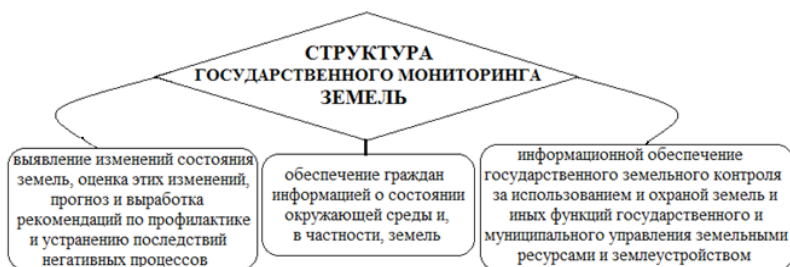 СТРУКТУРА
ГОСУДАРСТВЕННОГО МОНИТОРИНГА
ЗЕМЕЛЬ
выявление изменений состояния
земель, оценка этих изменений,
прогноз и выработка
рекомендаций по профилактике
и устранению последствий
негативных процессов
обеспечение граждан
информацией о состоянии
окружающей среды и,
в частности, земель
информационной обеспечение
государственного земельного контроля
за использованием и охраной земель и
иных функций государственного и
муниципального управления земельными
ресурсами и землеустройством